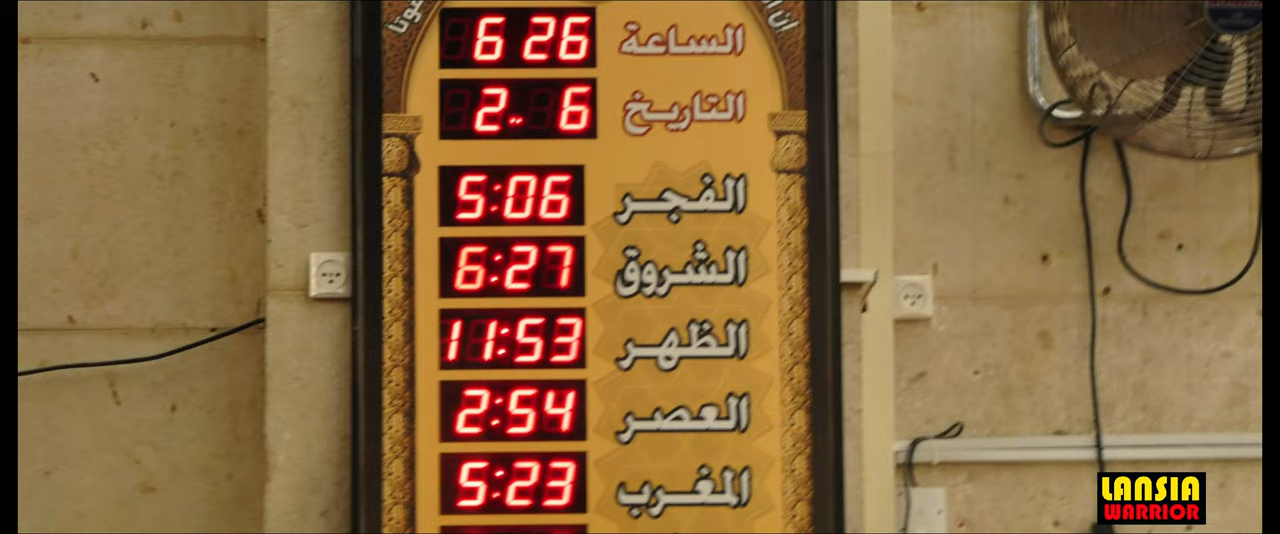 الساعة 6 26
التاريخ 2.. 6
الفجر 5:06
الشروق 6:27
الظهر 11:53
العصر 2:54
المغرب 5:23
LANSIA
WARRIOR